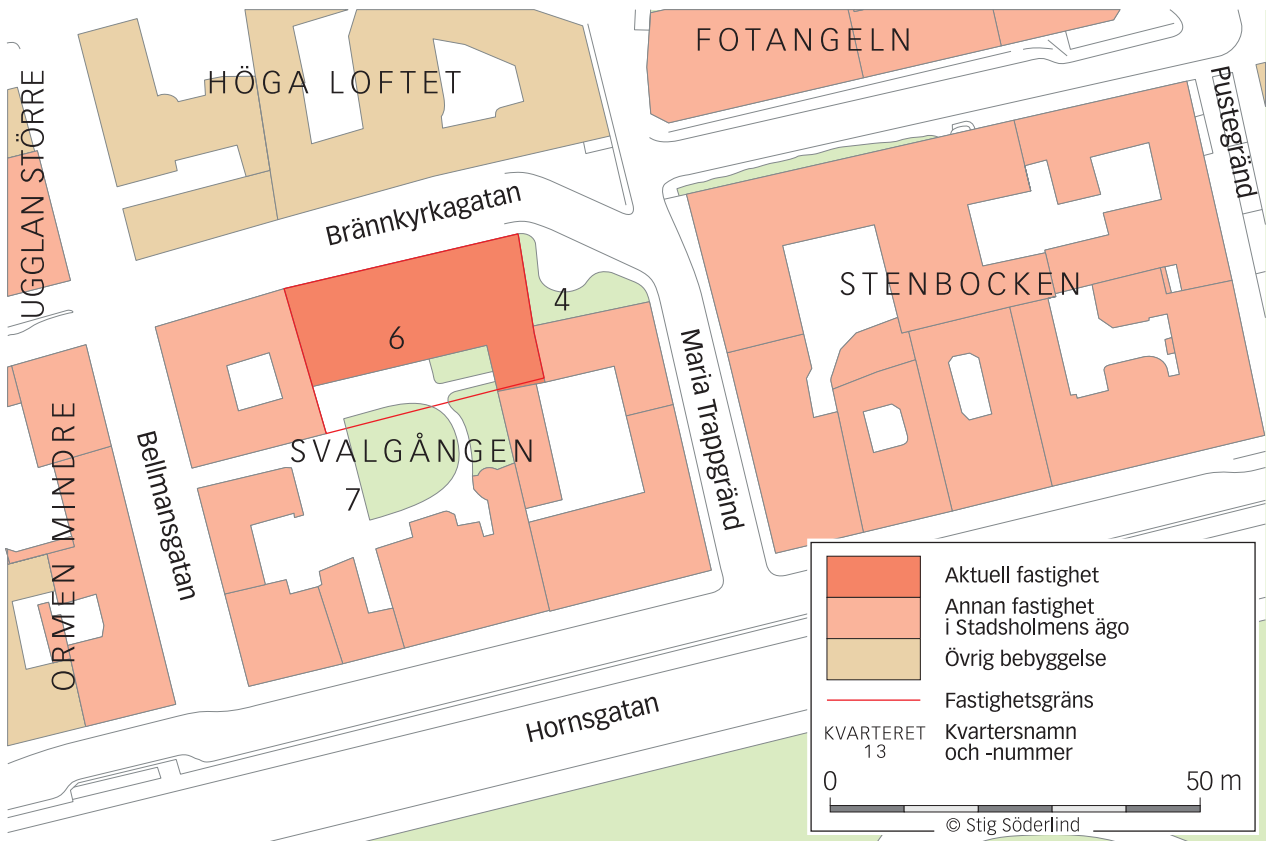 FOTANGELN
HÖGA LOFTET
UGGLAN STÖRRE
Pustegränd
Brännkyrkagatan
STENBOCKEN
4
6
Maria Trappgränd
SVALGÅNGEN
7
ORMEN MINDRE
Bellmansgatan
Hornsgatan
Aktuell fastighet
Annan fastighet
i Stadsholmens ägo
Övrig bebyggelse
Fastighetsgräns
KVARTERET
13
Kvartersnamn
och -nummer
0 50 m
© Stig Söderlind